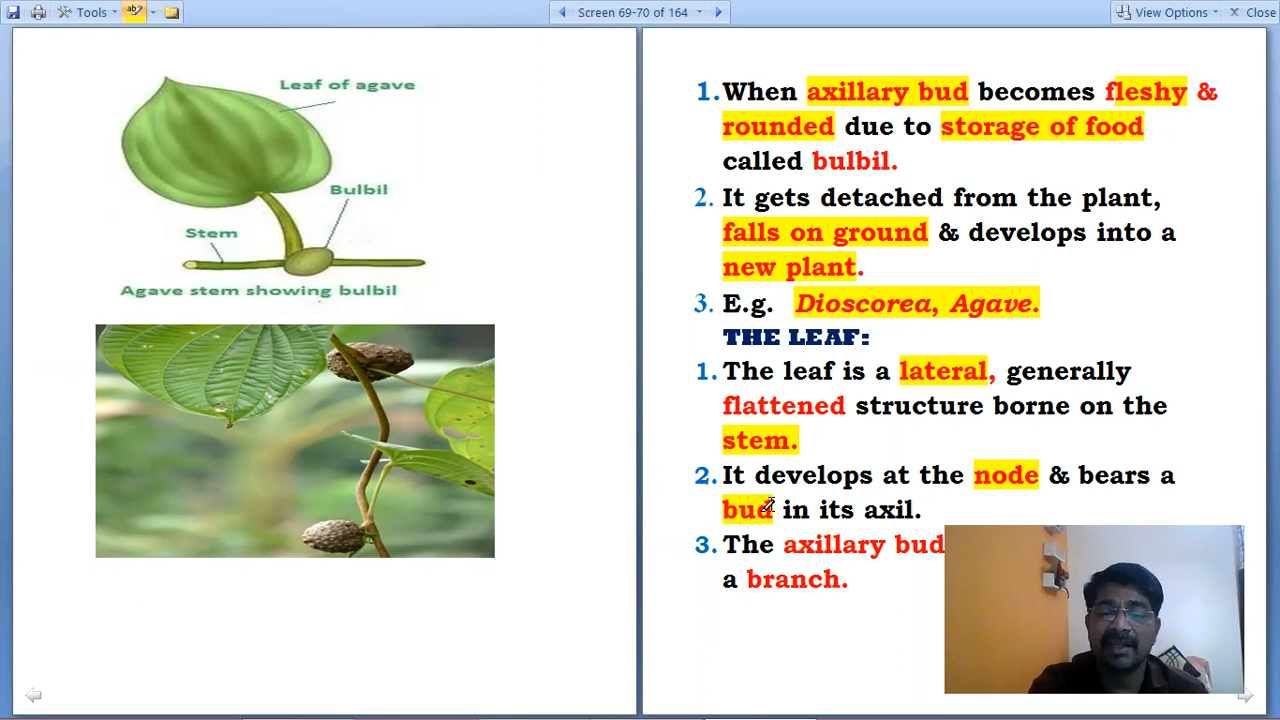 Tools
Screen 69-70 of 164
View Options
Close
Leaf of agave
Bulbil
Stem
Agave stem showing bulbil
1. When axillary bud becomes fleshy &
rounded due to storage of food
called bulbil.
2. It gets detached from the plant,
falls on ground & develops into a
new plant.
3. E.g. Dioscorea, Agave.
THE LEAF:
1. The leaf is a lateral, generally
flattened structure borne on the
stem.
2. It develops at the node & bears a
bud in its axil.
3. The axillary bud
a branch.